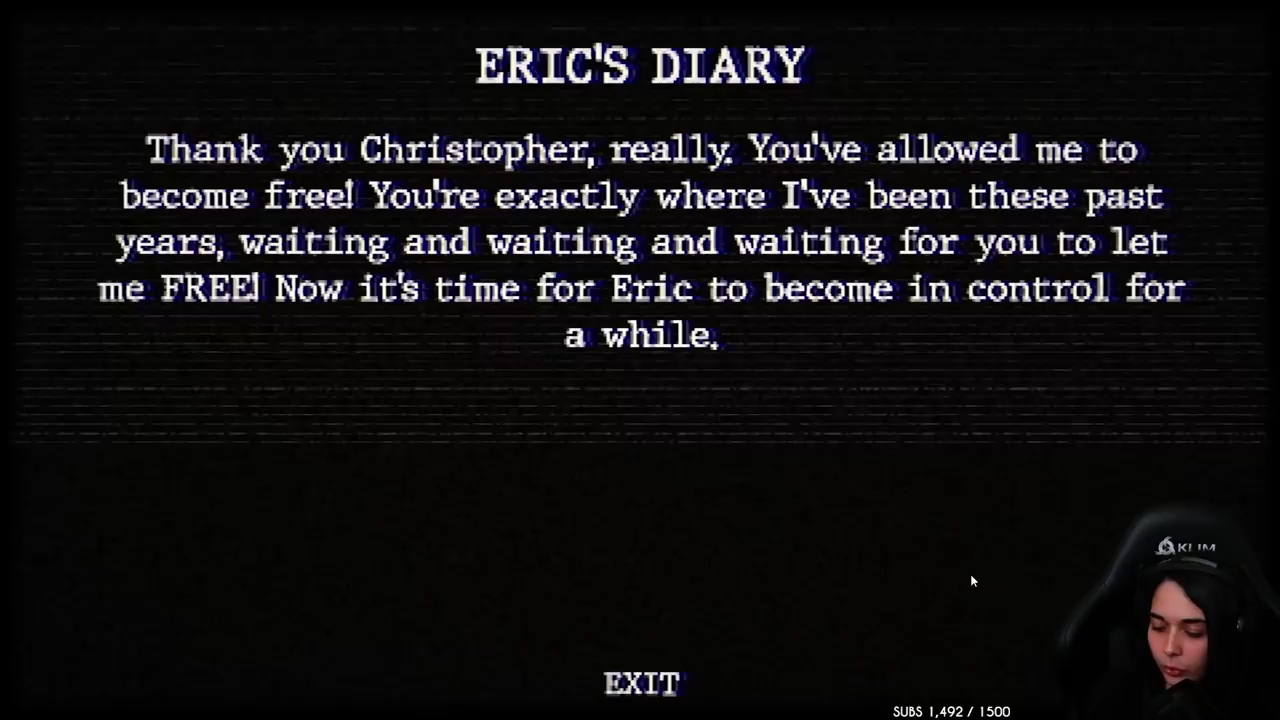 ERIC'S DIARY
Thank you Christopher, really. You've allowed me to
become free! You're exactly where I've been these past
years, waiting and waiting and waiting for you to let
me FREE! Now it's time for Eric to become in control for
a while.
KLIM
EXIT
SUBS 1,492 / 1500